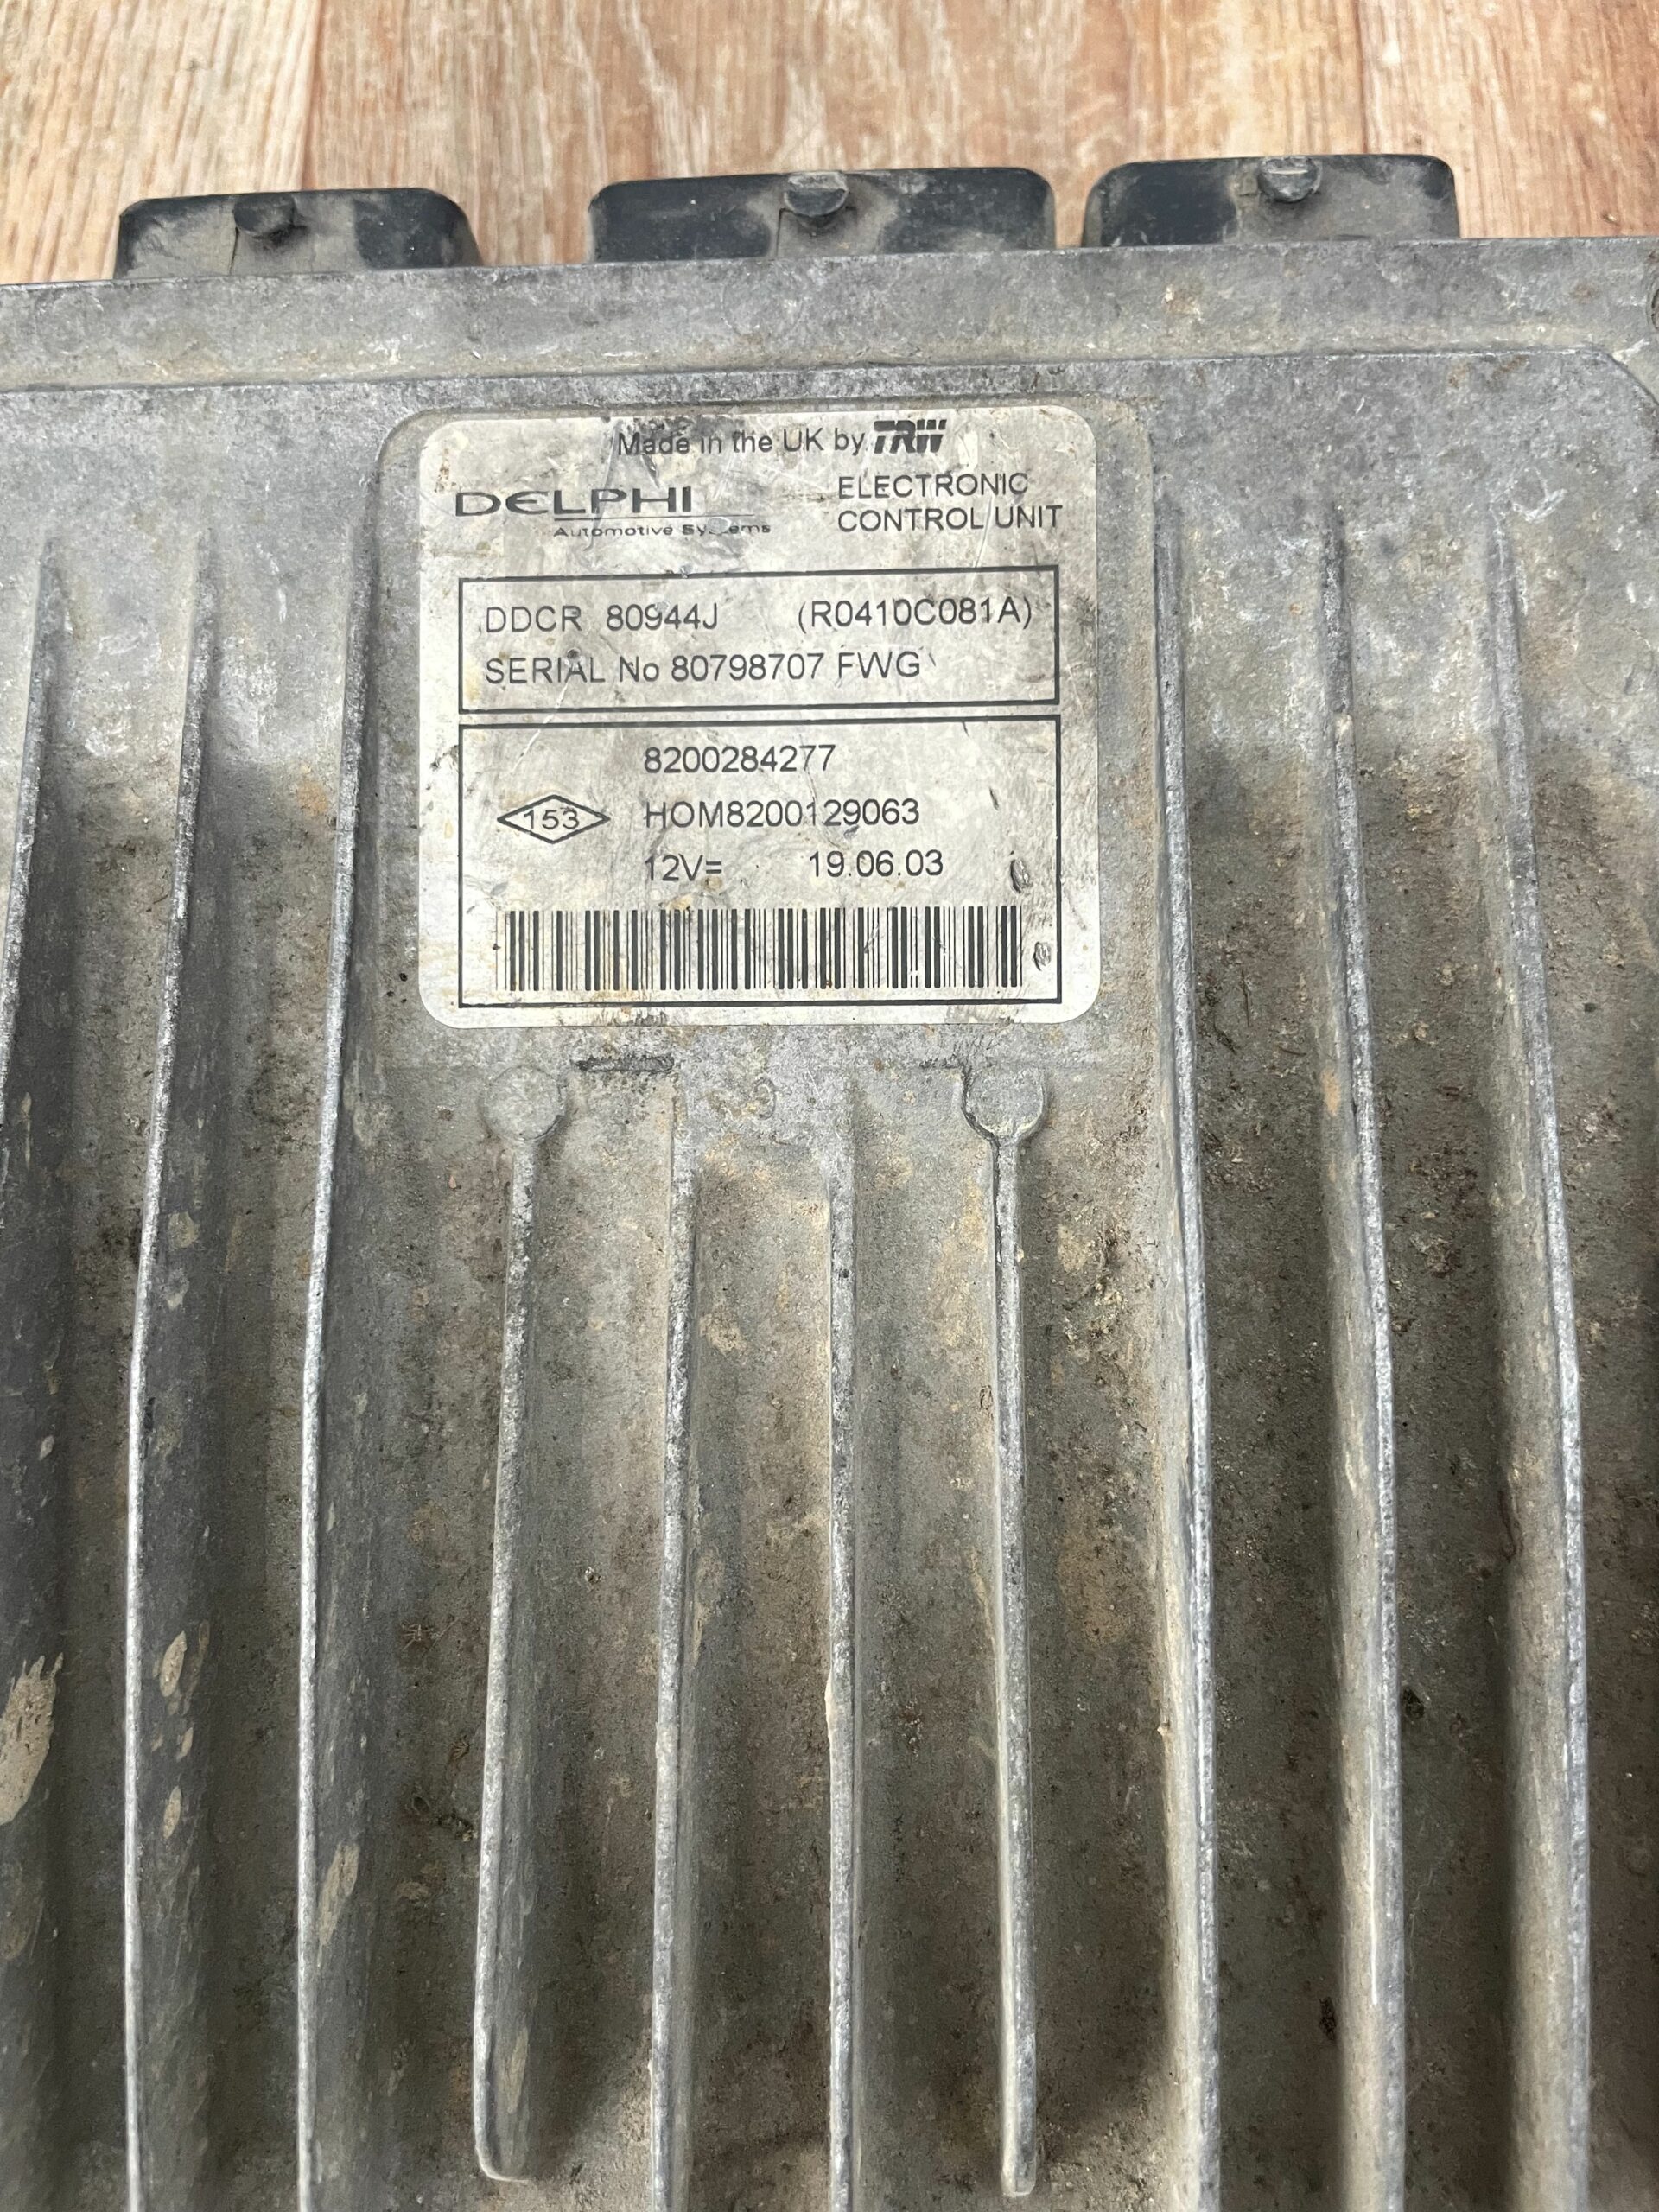 Made in the UK by TRW
DELPHI
Automotive Systems
ELECTRONIC
CONTROL UNIT
DDCR 80944J (R0410C081A)
SERIAL No 80798707 FWG
8200284277
153 HOM8200129063
12V= 19.06.03